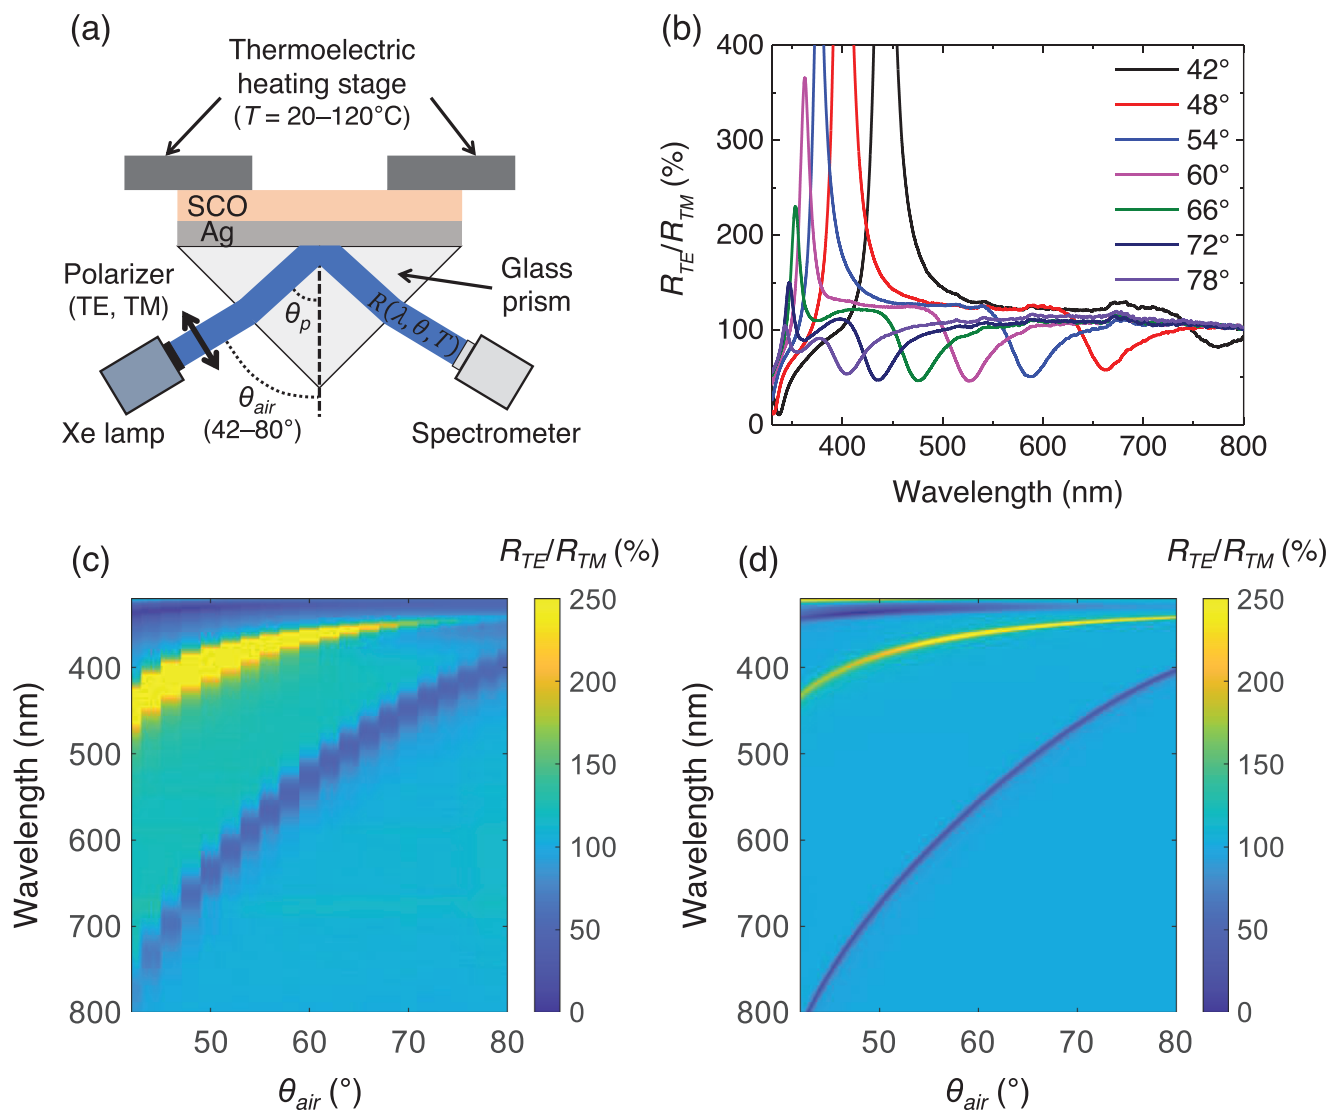 (a)
Thermoelectric
heating stage
(T = 20–120°C)
SCO
Ag
Polarizer
(TE, TM)
Glass
prism
θp
R(λ, θ, T)
θair
(42–80°)
Xe lamp
Spectrometer
(b)
RTE/RTM (%)
400
300
200
100
0
42°
48°
54°
60°
66°
72°
78°
400 500 600 700 800
Wavelength (nm)
(c)
RTE/RTM (%)
Wavelength (nm)
400
500
600
700
800
50 60 70 80
θair (°)
250
200
150
100
50
0
(d)
RTE/RTM (%)
Wavelength (nm)
400
500
600
700
800
50 60 70 80
θair (°)
250
200
150
100
50
0